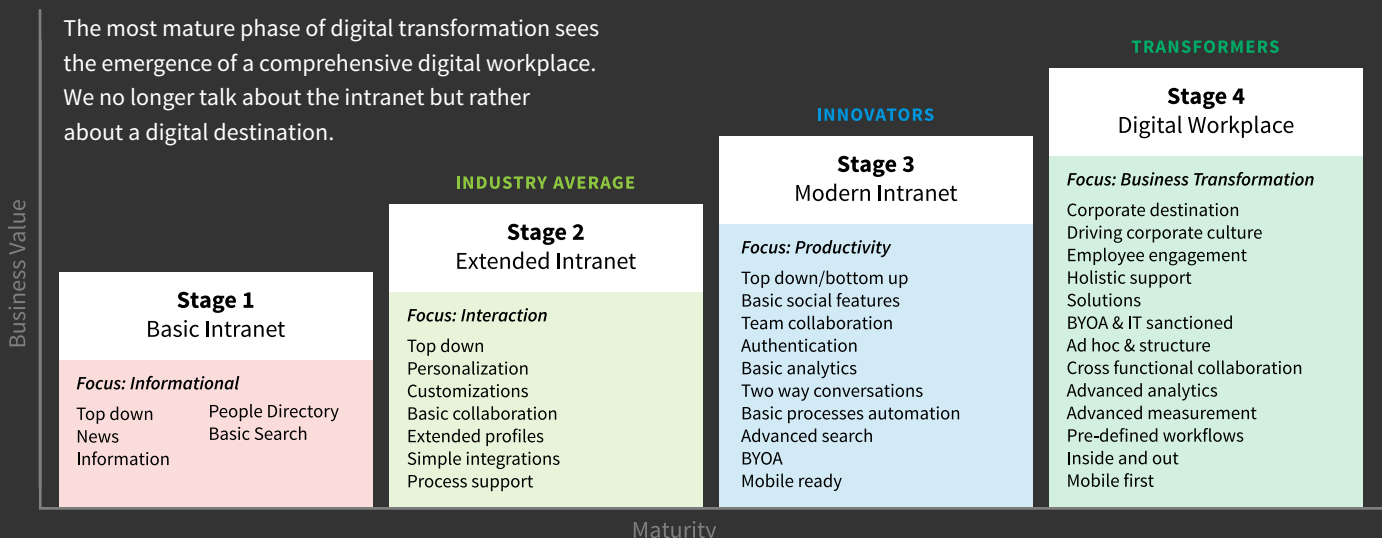 The most mature phase of digital transformation sees
the emergence of a comprehensive digital workplace.
We no longer talk about the intranet but rather
about a digital destination.
Business Value
Stage 1
Basic Intranet
Focus: Informational
Top down
News
Information
People Directory
Basic Search
INDUSTRY AVERAGE
Stage 2
Extended Intranet
Focus: Interaction
Top down
Personalization
Customizations
Basic collaboration
Extended profiles
Simple integrations
Process support
INNOVATORS
Stage 3
Modern Intranet
Focus: Productivity
Top down/bottom up
Basic social features
Team collaboration
Authentication
Basic analytics
Two way conversations
Basic processes automation
Advanced search
BYOA
Mobile ready
TRANSFORMERS
Stage 4
Digital Workplace
Focus: Business Transformation
Corporate destination
Driving corporate culture
Employee engagement
Holistic support
Solutions
BYOA & IT sanctioned
Ad hoc & structure
Cross functional collaboration
Advanced analytics
Advanced measurement
Pre-defined workflows
Inside and out
Mobile first
Maturity